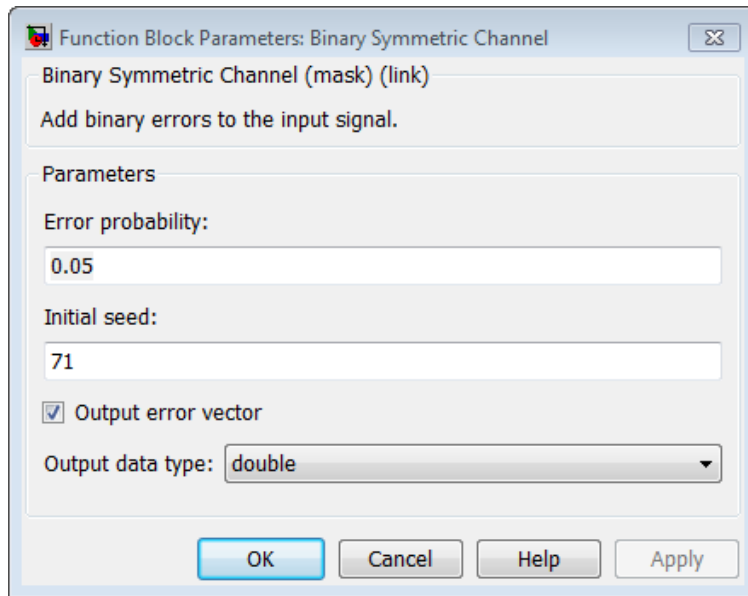 Function Block Parameters: Binary Symmetric Channel
Binary Symmetric Channel (mask) (link)
Add binary errors to the input signal.
Parameters
Error probability:
0.05
Initial seed:
71
Output error vector
Output data type: double
OK Cancel Help Apply